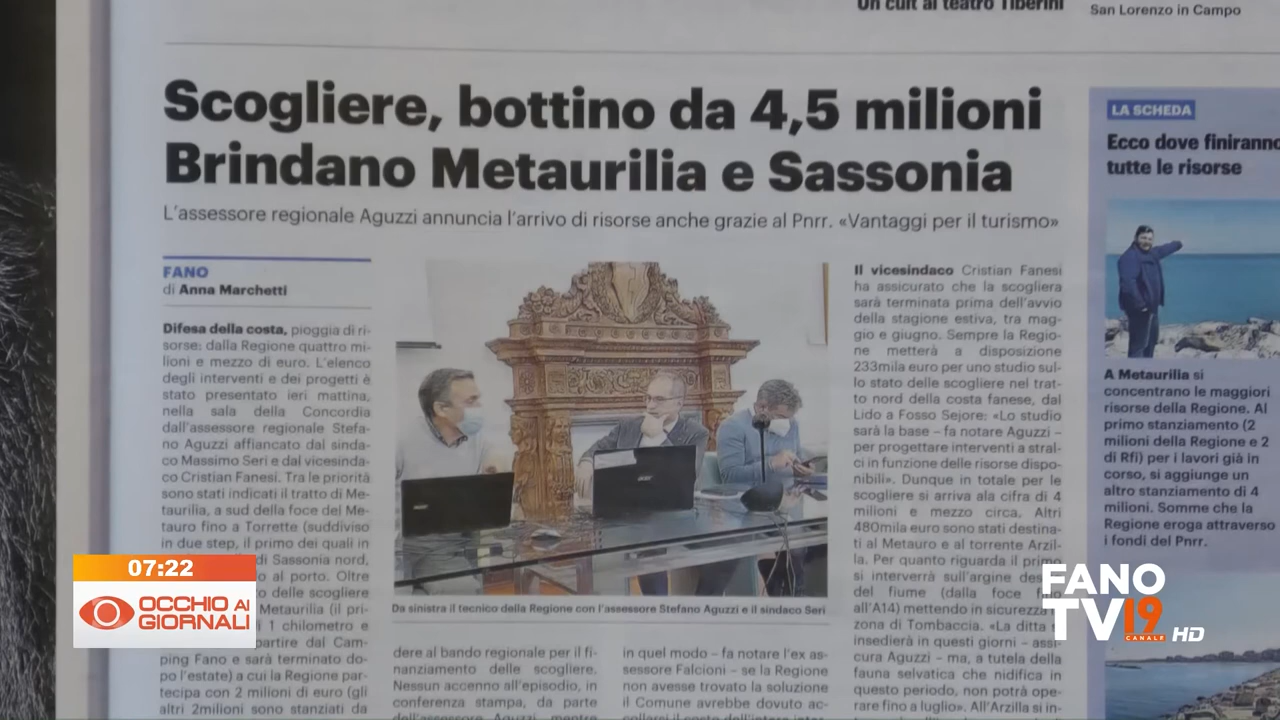 Un cult al teatro Tiberini
San Lorenzo in Campo
Scogliere, bottino da 4,5 milioni
Brindano Metaurilia e Sassonia
L'assessore regionale Aguzzi annuncia l'arrivo di risorse anche grazie al Pnrr. «Vantaggi per il turismo»
FANO
di Anna Marchetti
Difesa della costa, pioggia di ri-
sorse: dalla Regione quattro mi-
lioni e mezzo di euro. L'elenco
degli interventi e dei progetti è
stato presentato ieri mattina,
nella sala della Concordia
dall'assessore regionale Stefa-
no Aguzzi affiancato dal sinda-
co Massimo Seri e dal vicesinda-
co Cristian Fanesi. Tra le priorità
sono stati indicati il tratto di Me-
taurilia, a sud della foce del Me-
tauro fino a Torrette (suddiviso
in due step, il primo dei quali in
di Sassonia nord,
al porto. Oltre
delle scogliere
Metaurilia (il pri-
1 chilometro e
partire dal Cam-
ping Fano e sarà terminato do-
po l'estate) a cui la Regione par-
tecipa con 2 milioni di euro (gli
altri 2milioni sono stanziati da
Da sinistra il tecnico della Regione con l'assessore Stefano Aguzzi e il sindaco Seri
dere al bando regionale per il fi-
nanziamento delle scogliere.
Nessun accenno all'episodio, in
conferenza stampa, da parte
dell'assessore Aguzzi, mentre
in quel modo – fa notare l'ex as-
sessore Falcioni – se la Regione
non avesse trovato la soluzione
il Comune avrebbe dovuto ac-
Il vicesindaco Cristian Fanesi
ha assicurato che la scogliera
sarà terminata prima dell'avvio
della stagione estiva, tra mag-
gio e giugno. Sempre la Regio-
ne metterà a disposizione
233mila euro per uno studio sul-
lo stato delle scogliere nel trat-
to nord della costa fanese, dal
Lido a Fosso Sejore: «Lo studio
sarà la base – fa notare Aguzzi –
per progettare interventi a stral-
ci in funzione delle risorse dispo-
nibili». Dunque in totale per le
scogliere si arriva ala cifra di 4
milioni e mezzo circa. Altri
480mila euro sono stati destina-
ti al Metauro e al torrente Arzil-
la. Per quanto riguarda il primo
si interverrà sull'argine
del fiume (dalla foce fino
all'A14) mettendo in sicurezza
zona di Tombaccia. «La ditta
insedierà in questi giorni – assi-
cura Aguzzi – ma, a tutela della
fauna selvatica che nidifica in
questo periodo, non potrà ope-
rare fino a luglio». All'Arzilla si in-
LA SCHEDA
Ecco dove finiranno
tutte le risorse
A Metaurilia si
concentrano le maggiori
risorse della Regione. Al
primo stanziamento (2
milioni della Regione e 2
di Rfi) per i lavori già in
corso, si aggiunge un
altro stanziamento di 4
milioni. Somme che la
Regione eroga attraverso
i fondi del Pnrr.
acer
07:22
OCCHIO AI
GIORNALI
FANO
TV19
CANALE HD